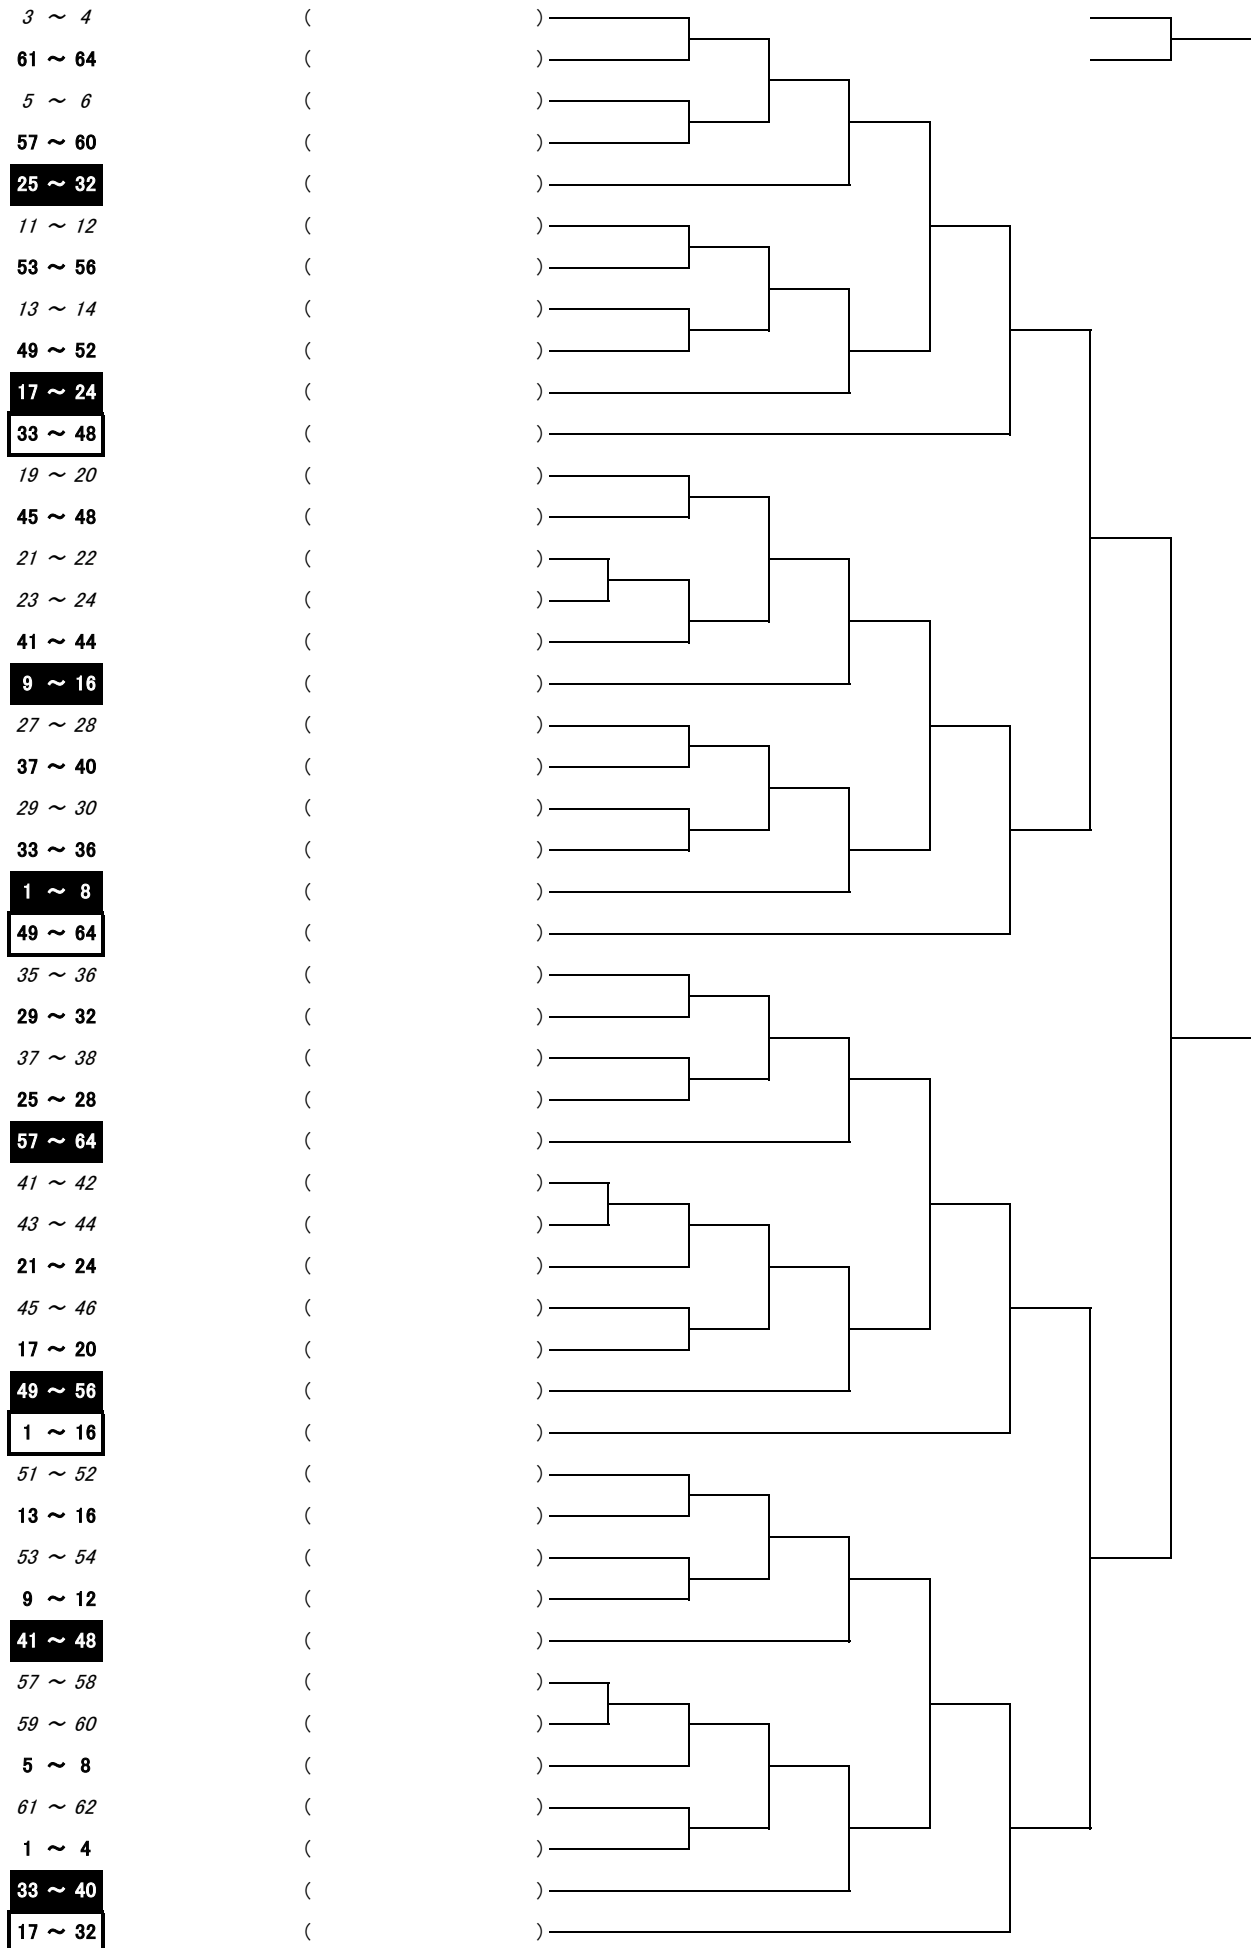 3 ～ 4 ( )
61 ～ 64 ( )
5 ～ 6 ( )
57 ～ 60 ( )
25 ～ 32 ( )
11 ～ 12 ( )
53 ～ 56 ( )
13 ～ 14 ( )
49 ～ 52 ( )
17 ～ 24 ( )
33 ～ 48 ( )
19 ～ 20 ( )
45 ～ 48 ( )
21 ～ 22 ( )
23 ～ 24 ( )
41 ～ 44 ( )
9 ～ 16 ( )
27 ～ 28 ( )
37 ～ 40 ( )
29 ～ 30 ( )
33 ～ 36 ( )
1 ～ 8 ( )
49 ～ 64 ( )
35 ～ 36 ( )
29 ～ 32 ( )
37 ～ 38 ( )
25 ～ 28 ( )
57 ～ 64 ( )
41 ～ 42 ( )
43 ～ 44 ( )
21 ～ 24 ( )
45 ～ 46 ( )
17 ～ 20 ( )
49 ～ 56 ( )
1 ～ 16 ( )
51 ～ 52 ( )
13 ～ 16 ( )
53 ～ 54 ( )
9 ～ 12 ( )
41 ～ 48 ( )
57 ～ 58 ( )
59 ～ 60 ( )
5 ～ 8 ( )
61 ～ 62 ( )
1 ～ 4 ( )
33 ～ 40 ( )
17 ～ 32 ( )